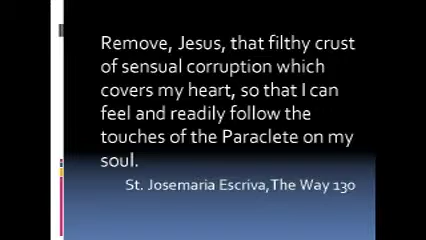 Remove, Jesus, that filthy crust
of sensual corruption which
covers my heart, so that I can
feel and readily follow the
touches of the Paraclete on my
soul.
St. Josemaria Escriva,The Way 130